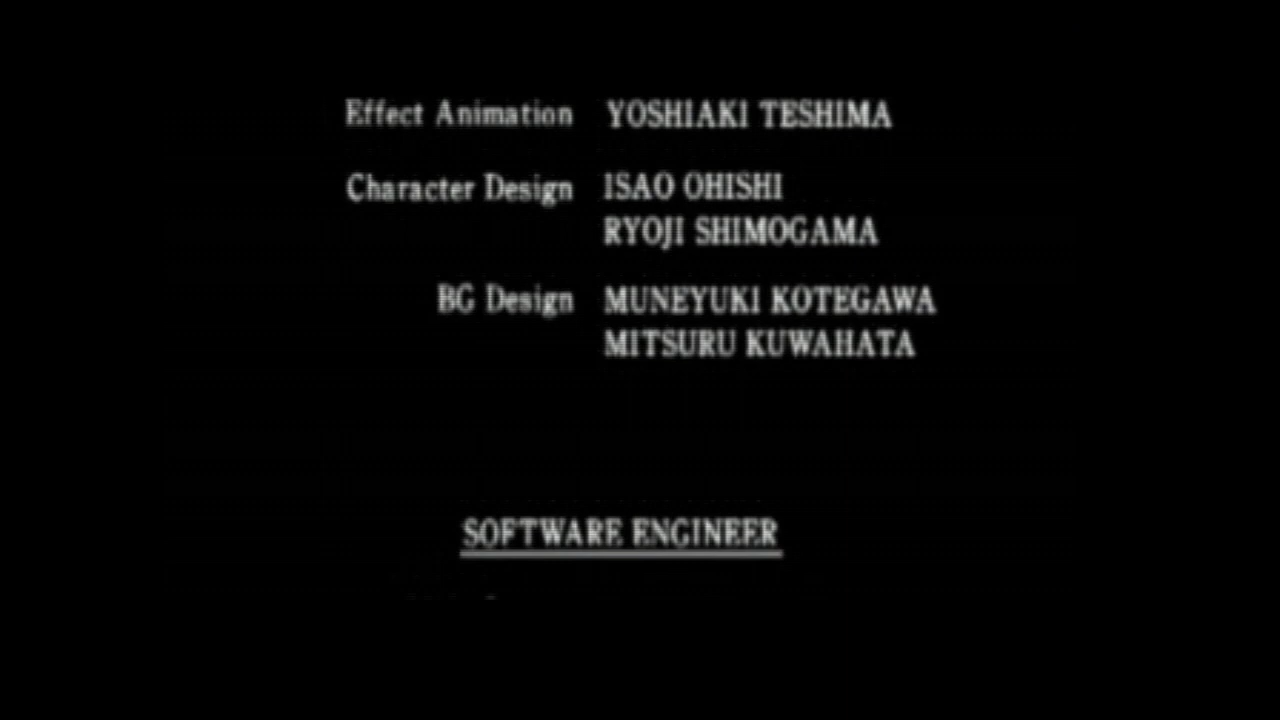 Effect Animation YOSHIAKI TESHIMA
Character Design ISAO OHISHI
RYOJI SHIMOGAMA
BG Design MUNEYUKI KOTEGAWA
MITSURU KUWAHATA
SOFTWARE ENGINEER